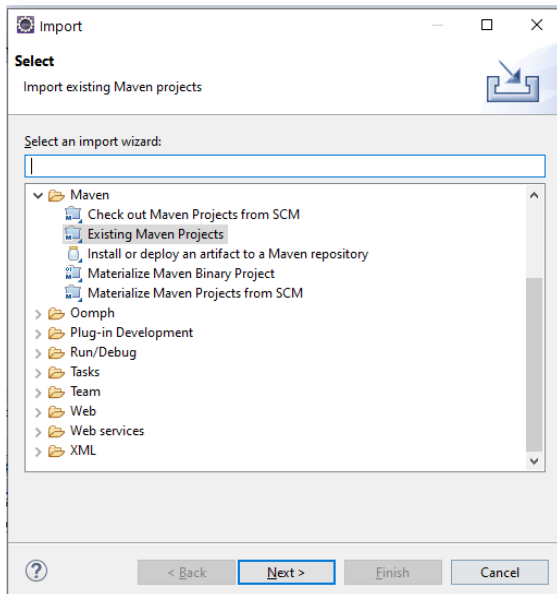 Import
Select
Import existing Maven projects
Select an import wizard:
Maven
Check out Maven Projects from SCM
Existing Maven Projects
Install or deploy an artifact to a Maven repository
Materialize Maven Binary Project
Materialize Maven Projects from SCM
Oomph
Plug-in Development
Run/Debug
Tasks
Team
Web
Web services
XML
? < Back Next > Finish Cancel